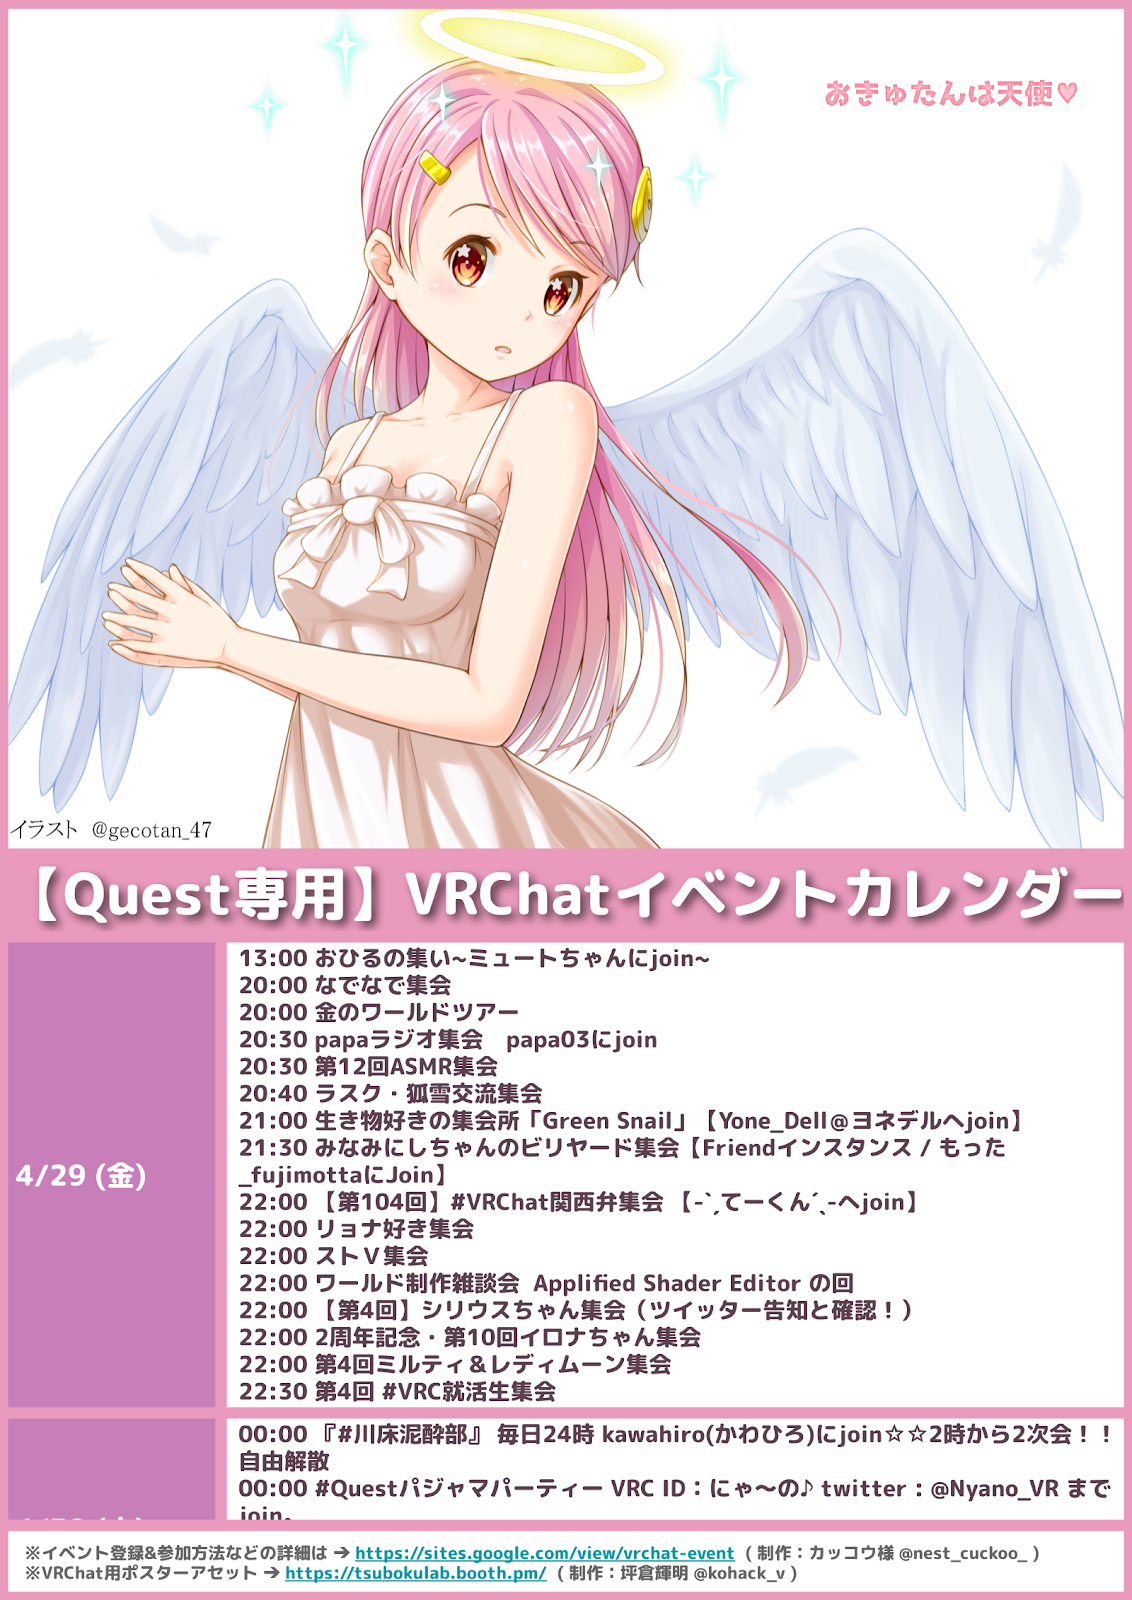 おきゅたんは天使♥
イラスト @gecotan_47
【Quest専用】VRChatイベントカレンダー
4/29 (金)
13:00 おひるの集い~ミュートちゃんにjoin~
20:00 なでなで集会
20:00 金のワールドツアー
20:30 papaラジオ集会　papa03にjoin
20:30 第12回ASMR集会
20:40 ラスク・狐雪交流集会
21:00 生き物好きの集会所「Green Snail」【Yone_Dell＠ヨネデルへjoin】
21:30 みなみにしちゃんのビリヤード集会【Friendインスタンス / もった
_fujimottaにJoin】
22:00 【第104回】#VRChat関西弁集会 【-`ˏてーくんˊˎ-へjoin】
22:00 リョナ好き集会
22:00 ストＶ集会
22:00 ワールド制作雑談会 Applified Shader Editor の回
22:00 【第4回】シリウスちゃん集会（ツイッター告知と確認！）
22:00 2周年記念・第10回イロナちゃん集会
22:00 第4回ミルティ＆レディムーン集会
22:30 第4回 #VRC就活生集会
00:00 『#川床泥酔部』 毎日24時 kawahiro(かわひろ)にjoin☆☆2時から2次会！！
自由解散
00:00 #Questパジャマパーティー VRC ID：にゃ〜の♪ twitter : @Nyano_VR まで
join。
※イベント登録&参加方法などの詳細は ➔ https://sites.google.com/view/vrchat-event ( 制作：カッコウ様 @nest_cuckoo_ )
※VRChat用ポスターアセット ➔ https://tsubokulab.booth.pm/ ( 制作：坪倉輝明 @kohack_v )